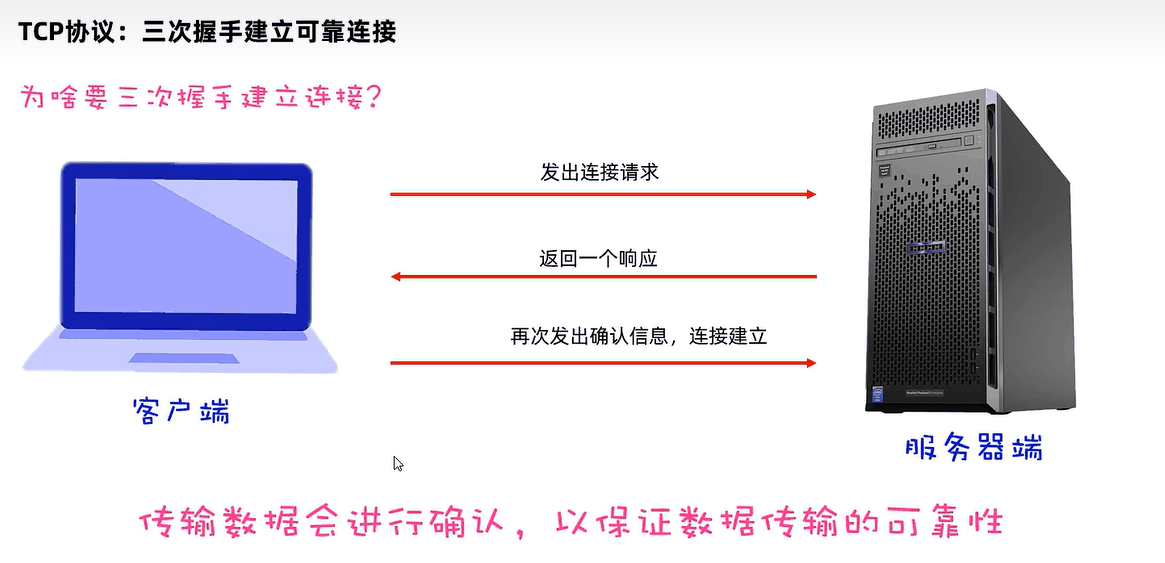 TCP协议：三次握手建立可靠连接
为啥要三次握手建立连接？
发出连接请求
返回一个响应
再次发出确认信息，连接建立
客户端
服务器端
传输数据会进行确认，以保证数据传输的可靠性